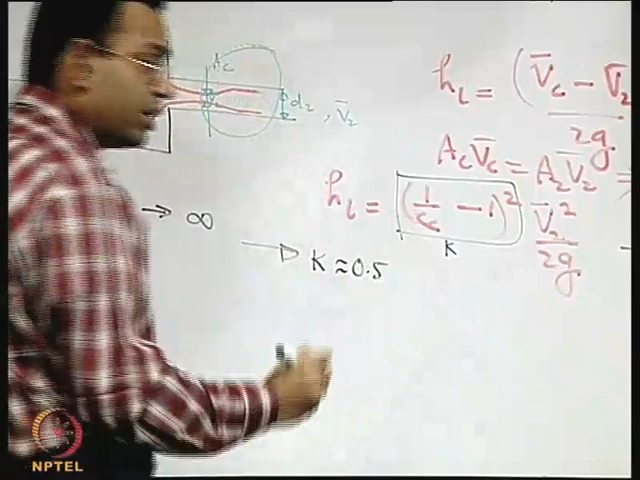 A_c
d_2 , V̄_2
h_L = (V̄_c - V̄_2
2g
A_c V̄_c = A_2 V̄_2 =
h_L = (1/C_c - 1)^2 V̄_2^2/2g
K
→ ∞
→ K ≈ 0.5
NPTEL